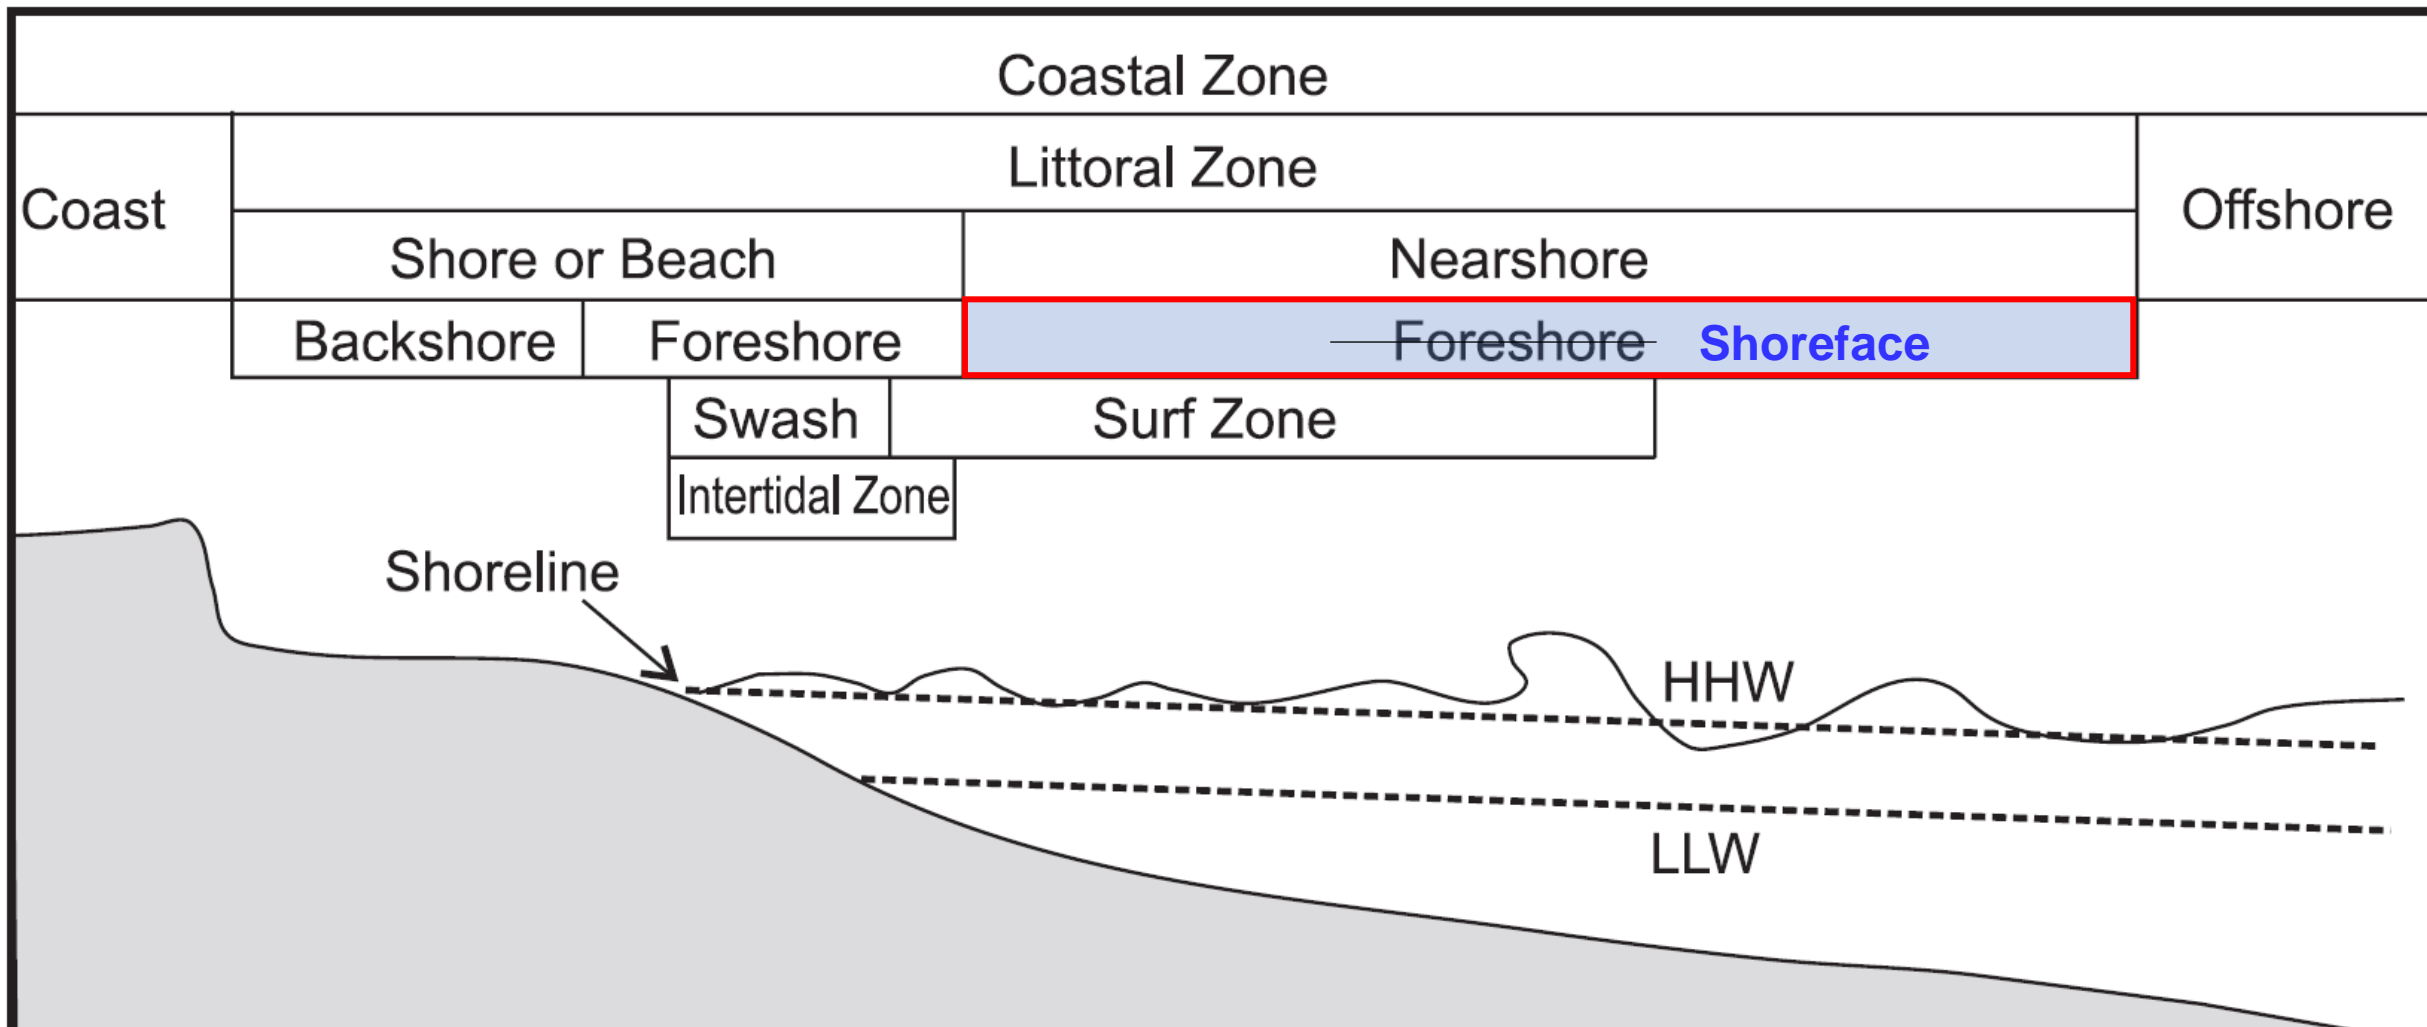 Coastal Zone
Littoral Zone
Coast
Offshore
Shore or Beach
Nearshore
Backshore
Foreshore
Foreshore Shoreface
Swash
Surf Zone
Intertidal Zone
Shoreline
HHW
LLW